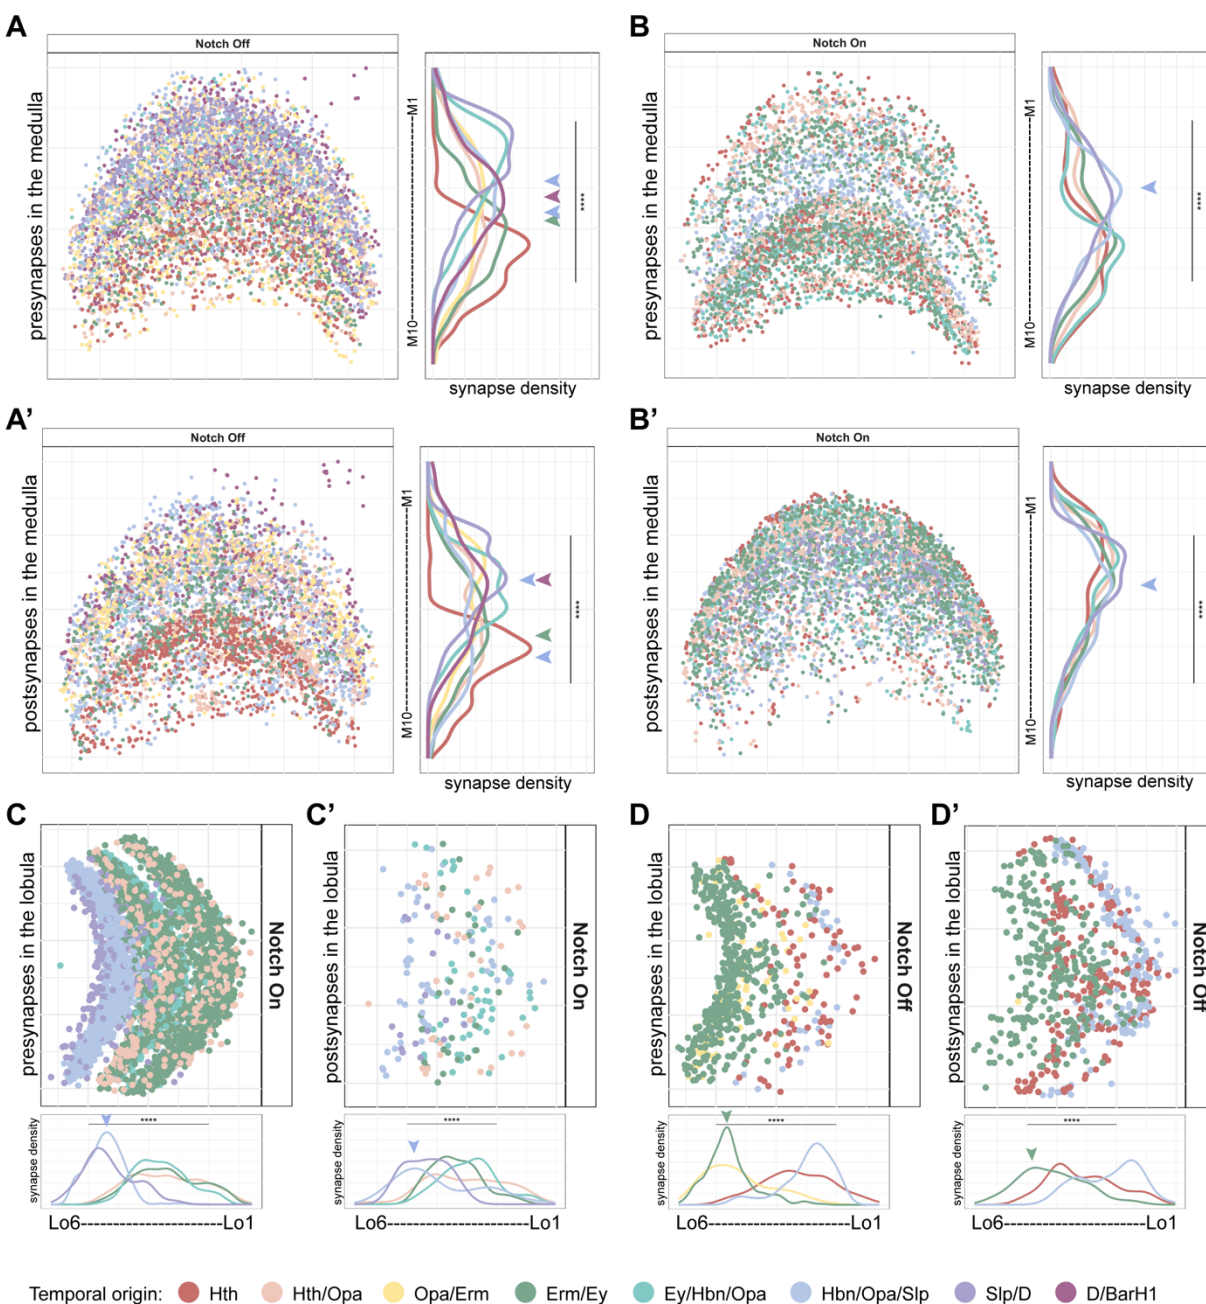 A
Notch Off
presynapses in the medulla
M1
M10
****
synapse density
B
Notch On
presynapses in the medulla
M1
M10
****
synapse density
A’
Notch Off
postsynapses in the medulla
M1
M10
****
synapse density
B’
Notch On
postsynapses in the medulla
M1
M10
****
synapse density
C
presynapses in the lobula
Notch On
synapse density
****
Lo6-----------------------Lo1
C’
postsynapses in the lobula
Notch On
synapse density
****
Lo6-----------------------Lo1
D
presynapses in the lobula
Notch Off
synapse density
****
Lo6-----------------------Lo1
D’
postsynapses in the lobula
Notch Off
synapse density
****
Lo6-----------------------Lo1
Temporal origin: Hth Hth/Opa Opa/Erm Erm/Ey Ey/Hbn/Opa Hbn/Opa/Slp Slp/D D/BarH1